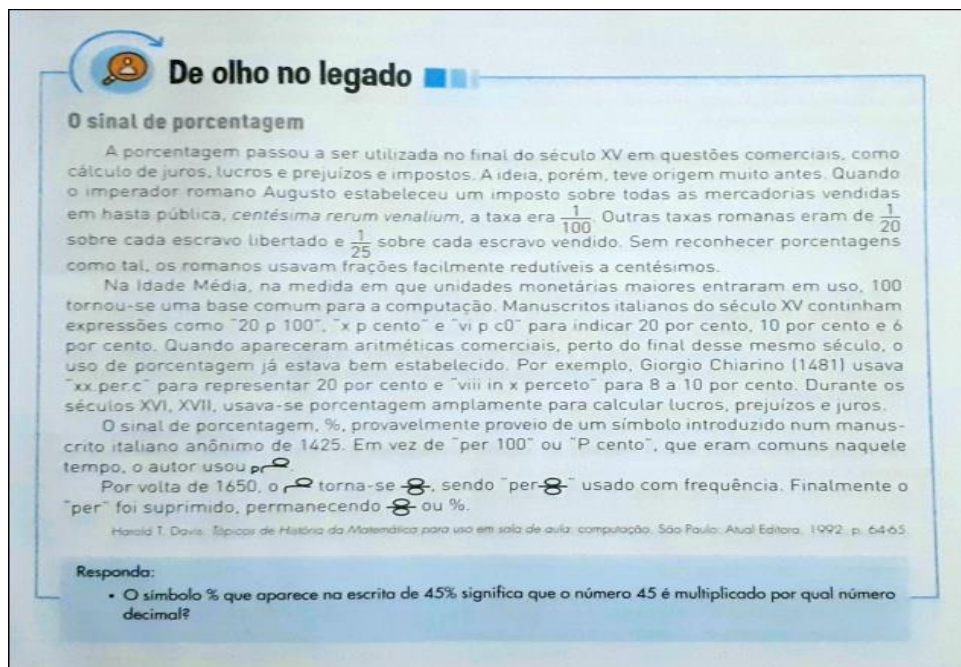 De olho no legado
O sinal de porcentagem
A porcentagem passou a ser utilizada no final do século XV em questões comerciais, como
cálculo de juros, lucros e prejuízos e impostos. A ideia, porém, teve origem muito antes. Quando
o imperador romano Augusto estabeleceu um imposto sobre todas as mercadorias vendidas
em hasta pública, centésima rerum venalium, a taxa era 1/100. Outras taxas romanas eram de 1/20
sobre cada escravo libertado e 1/25 sobre cada escravo vendido. Sem reconhecer porcentagens
como tal, os romanos usavam frações facilmente redutíveis a centésimos.
Na Idade Média, na medida em que unidades monetárias maiores entraram em uso, 100
tornou-se uma base comum para a computação. Manuscritos italianos do século XV continham
expressões como "20 p 100", "x p cento" e "vi p c0" para indicar 20 por cento, 10 por cento e 6
por cento. Quando apareceram aritméticas comerciais, perto do final desse mesmo século, o
uso de porcentagem já estava bem estabelecido. Por exemplo, Giorgio Chiarino (1481) usava
"xx.per.c" para representar 20 por cento e "viii in x perceto" para 8 a 10 por cento. Durante os
séculos XVI, XVII, usava-se porcentagem amplamente para calcular lucros, prejuízos e juros.
O sinal de porcentagem, %, provavelmente proveio de um símbolo introduzido num manus-
crito italiano anônimo de 1425. Em vez de "per 100" ou "P cento", que eram comuns naquele
tempo, o autor usou
Por volta de 1650, o torna-se , sendo "per " usado com frequência. Finalmente o
"per" foi suprimido, permanecendo ou %.
Harold T. Davis. Tópicos de História da Matemática para uso em sala de aula: computação. São Paulo: Atual Editora, 1992. p. 64-65.
Responda:
• O símbolo % que aparece na escrita de 45% significa que o número 45 é multiplicado por qual número
decimal?